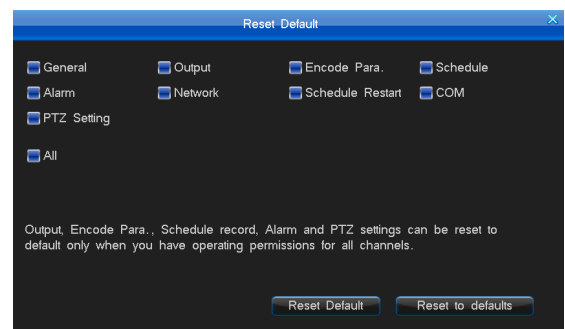 Reset Default
General Output Encode Para. Schedule
Alarm Network Schedule Restart COM
PTZ Setting
All
Output, Encode Para., Schedule record, Alarm and PTZ settings can be reset to
default only when you have operating permissions for all channels.
Reset Default Reset to defaults